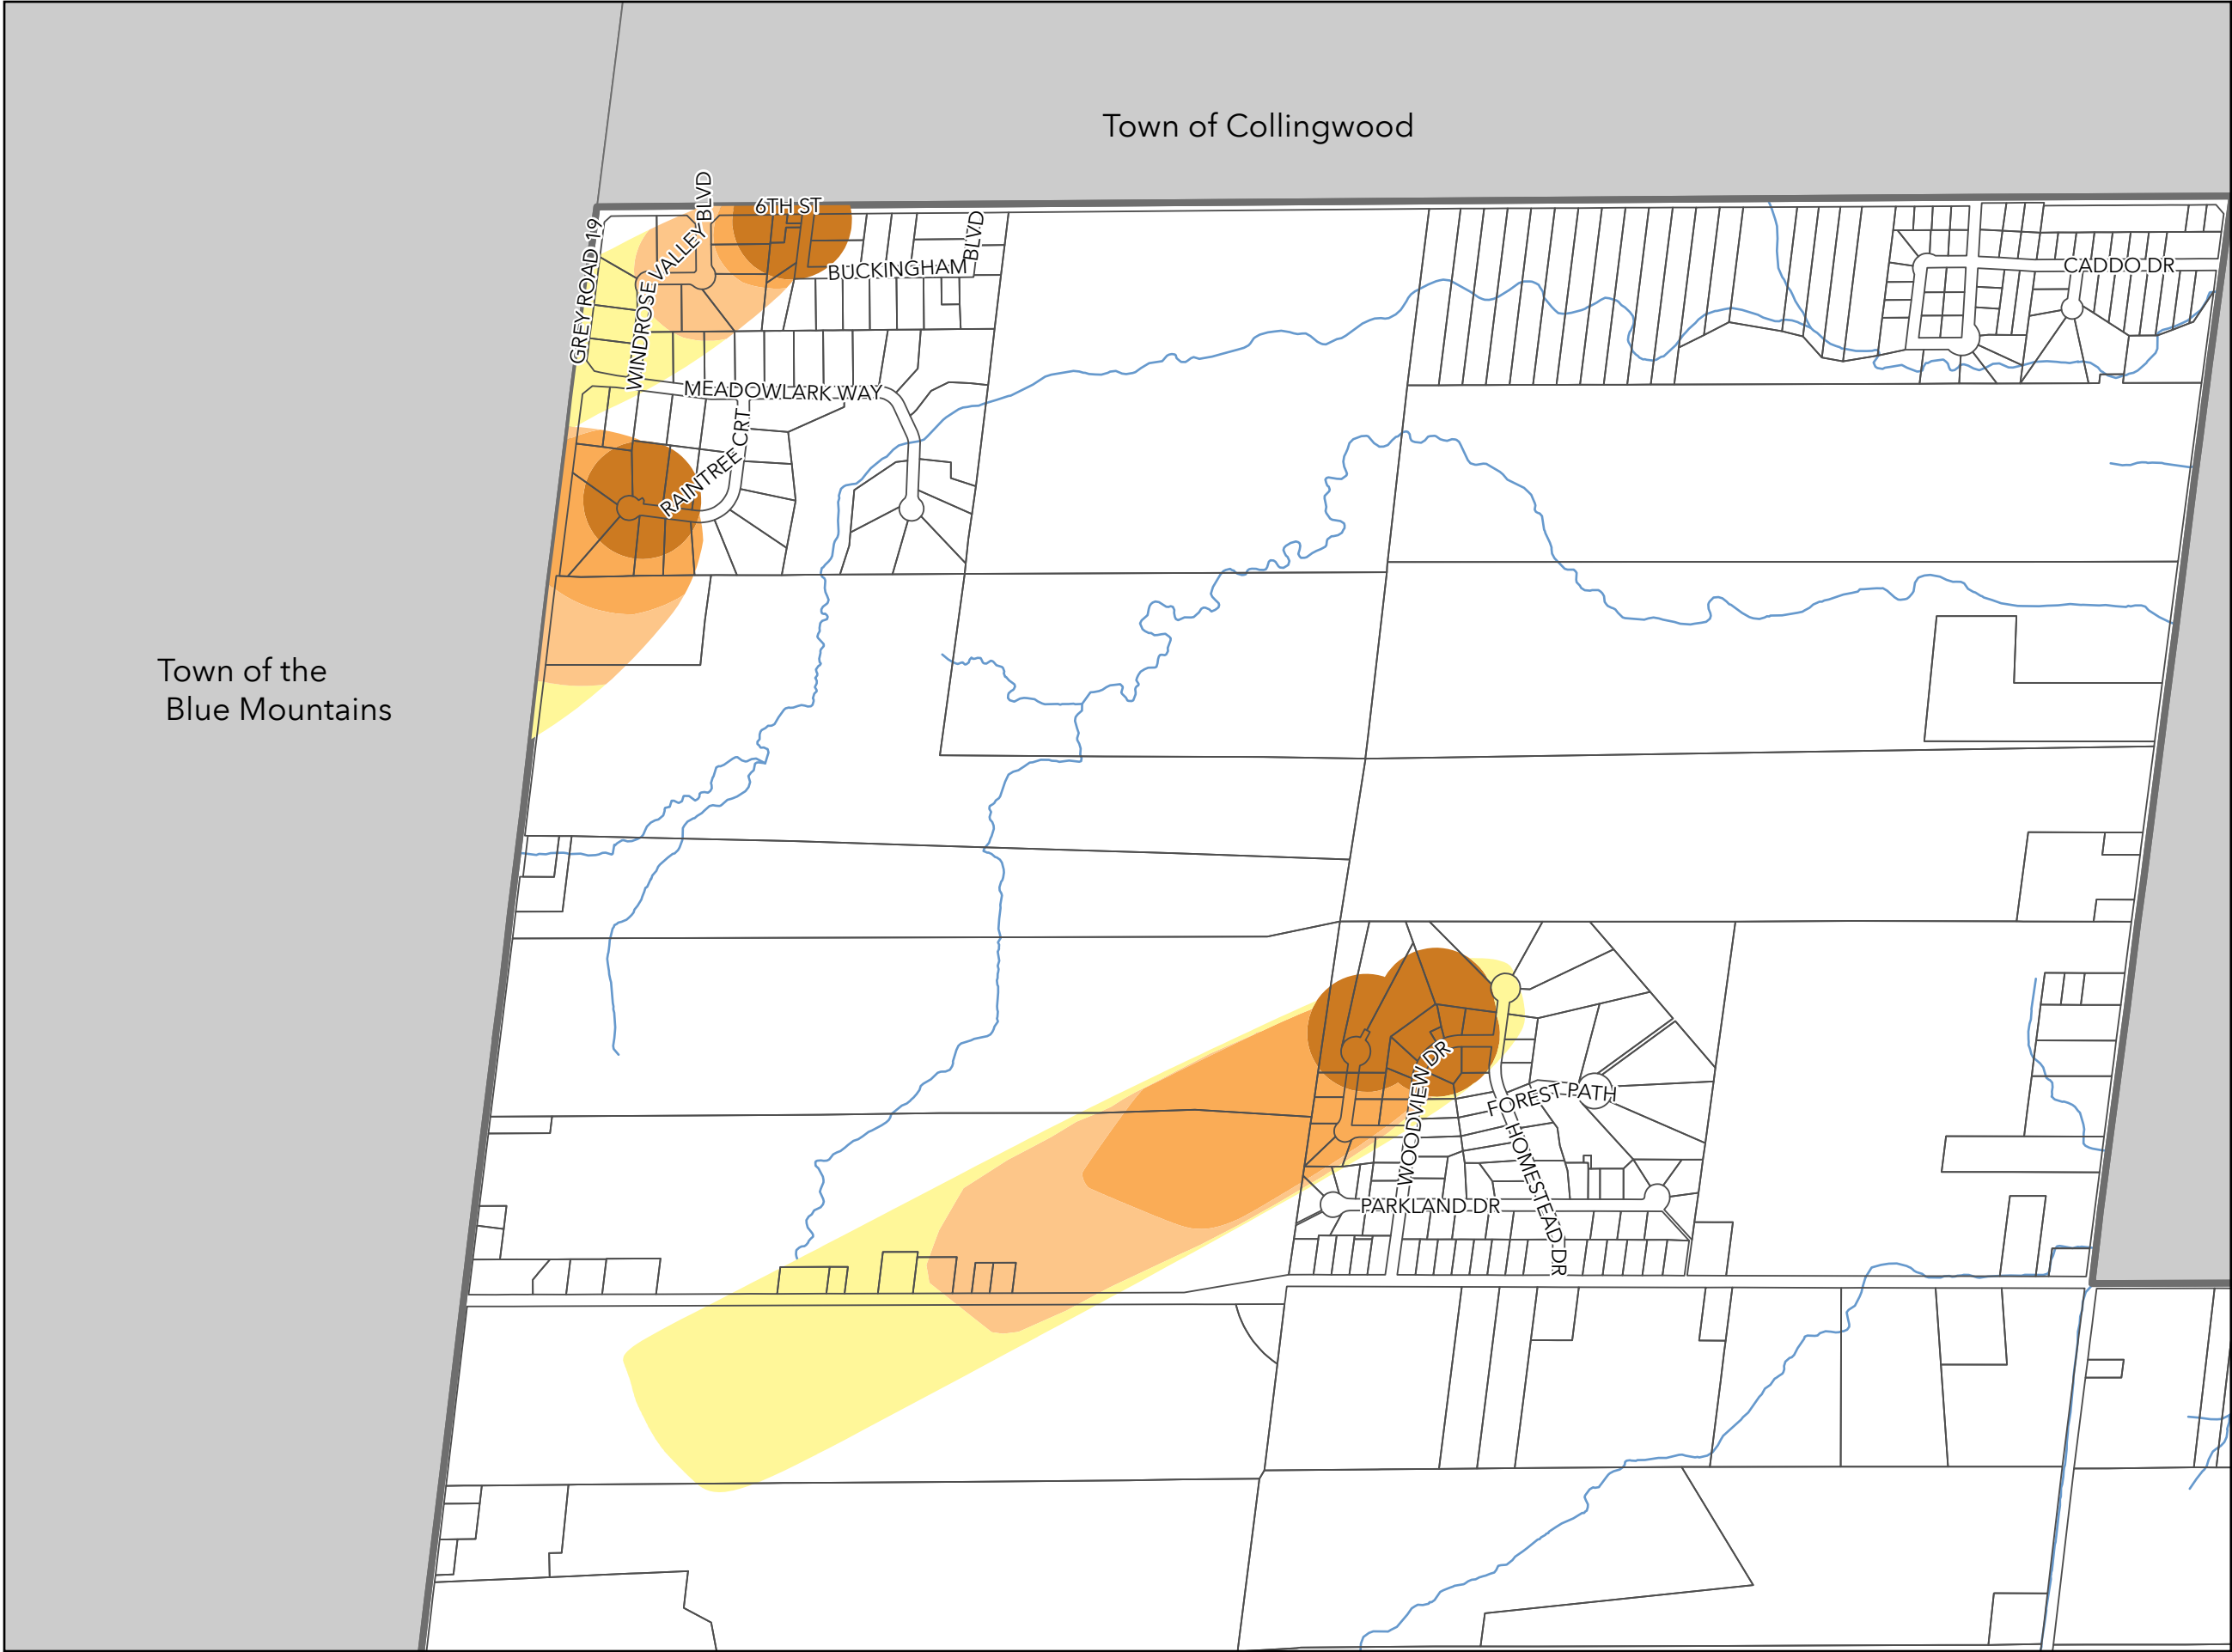 Town of Collingwood
6TH ST
GREY ROAD 19
WINDROSE VALLEY BLVD
BUCKINGHAM BLVD
CADDO DR
MEADOWLARK WAY
RAINTREE CRT
Town of the
Blue Mountains
WOODVIEW DR
FOREST PATH
HOMESTEAD DR
PARKLAND DR